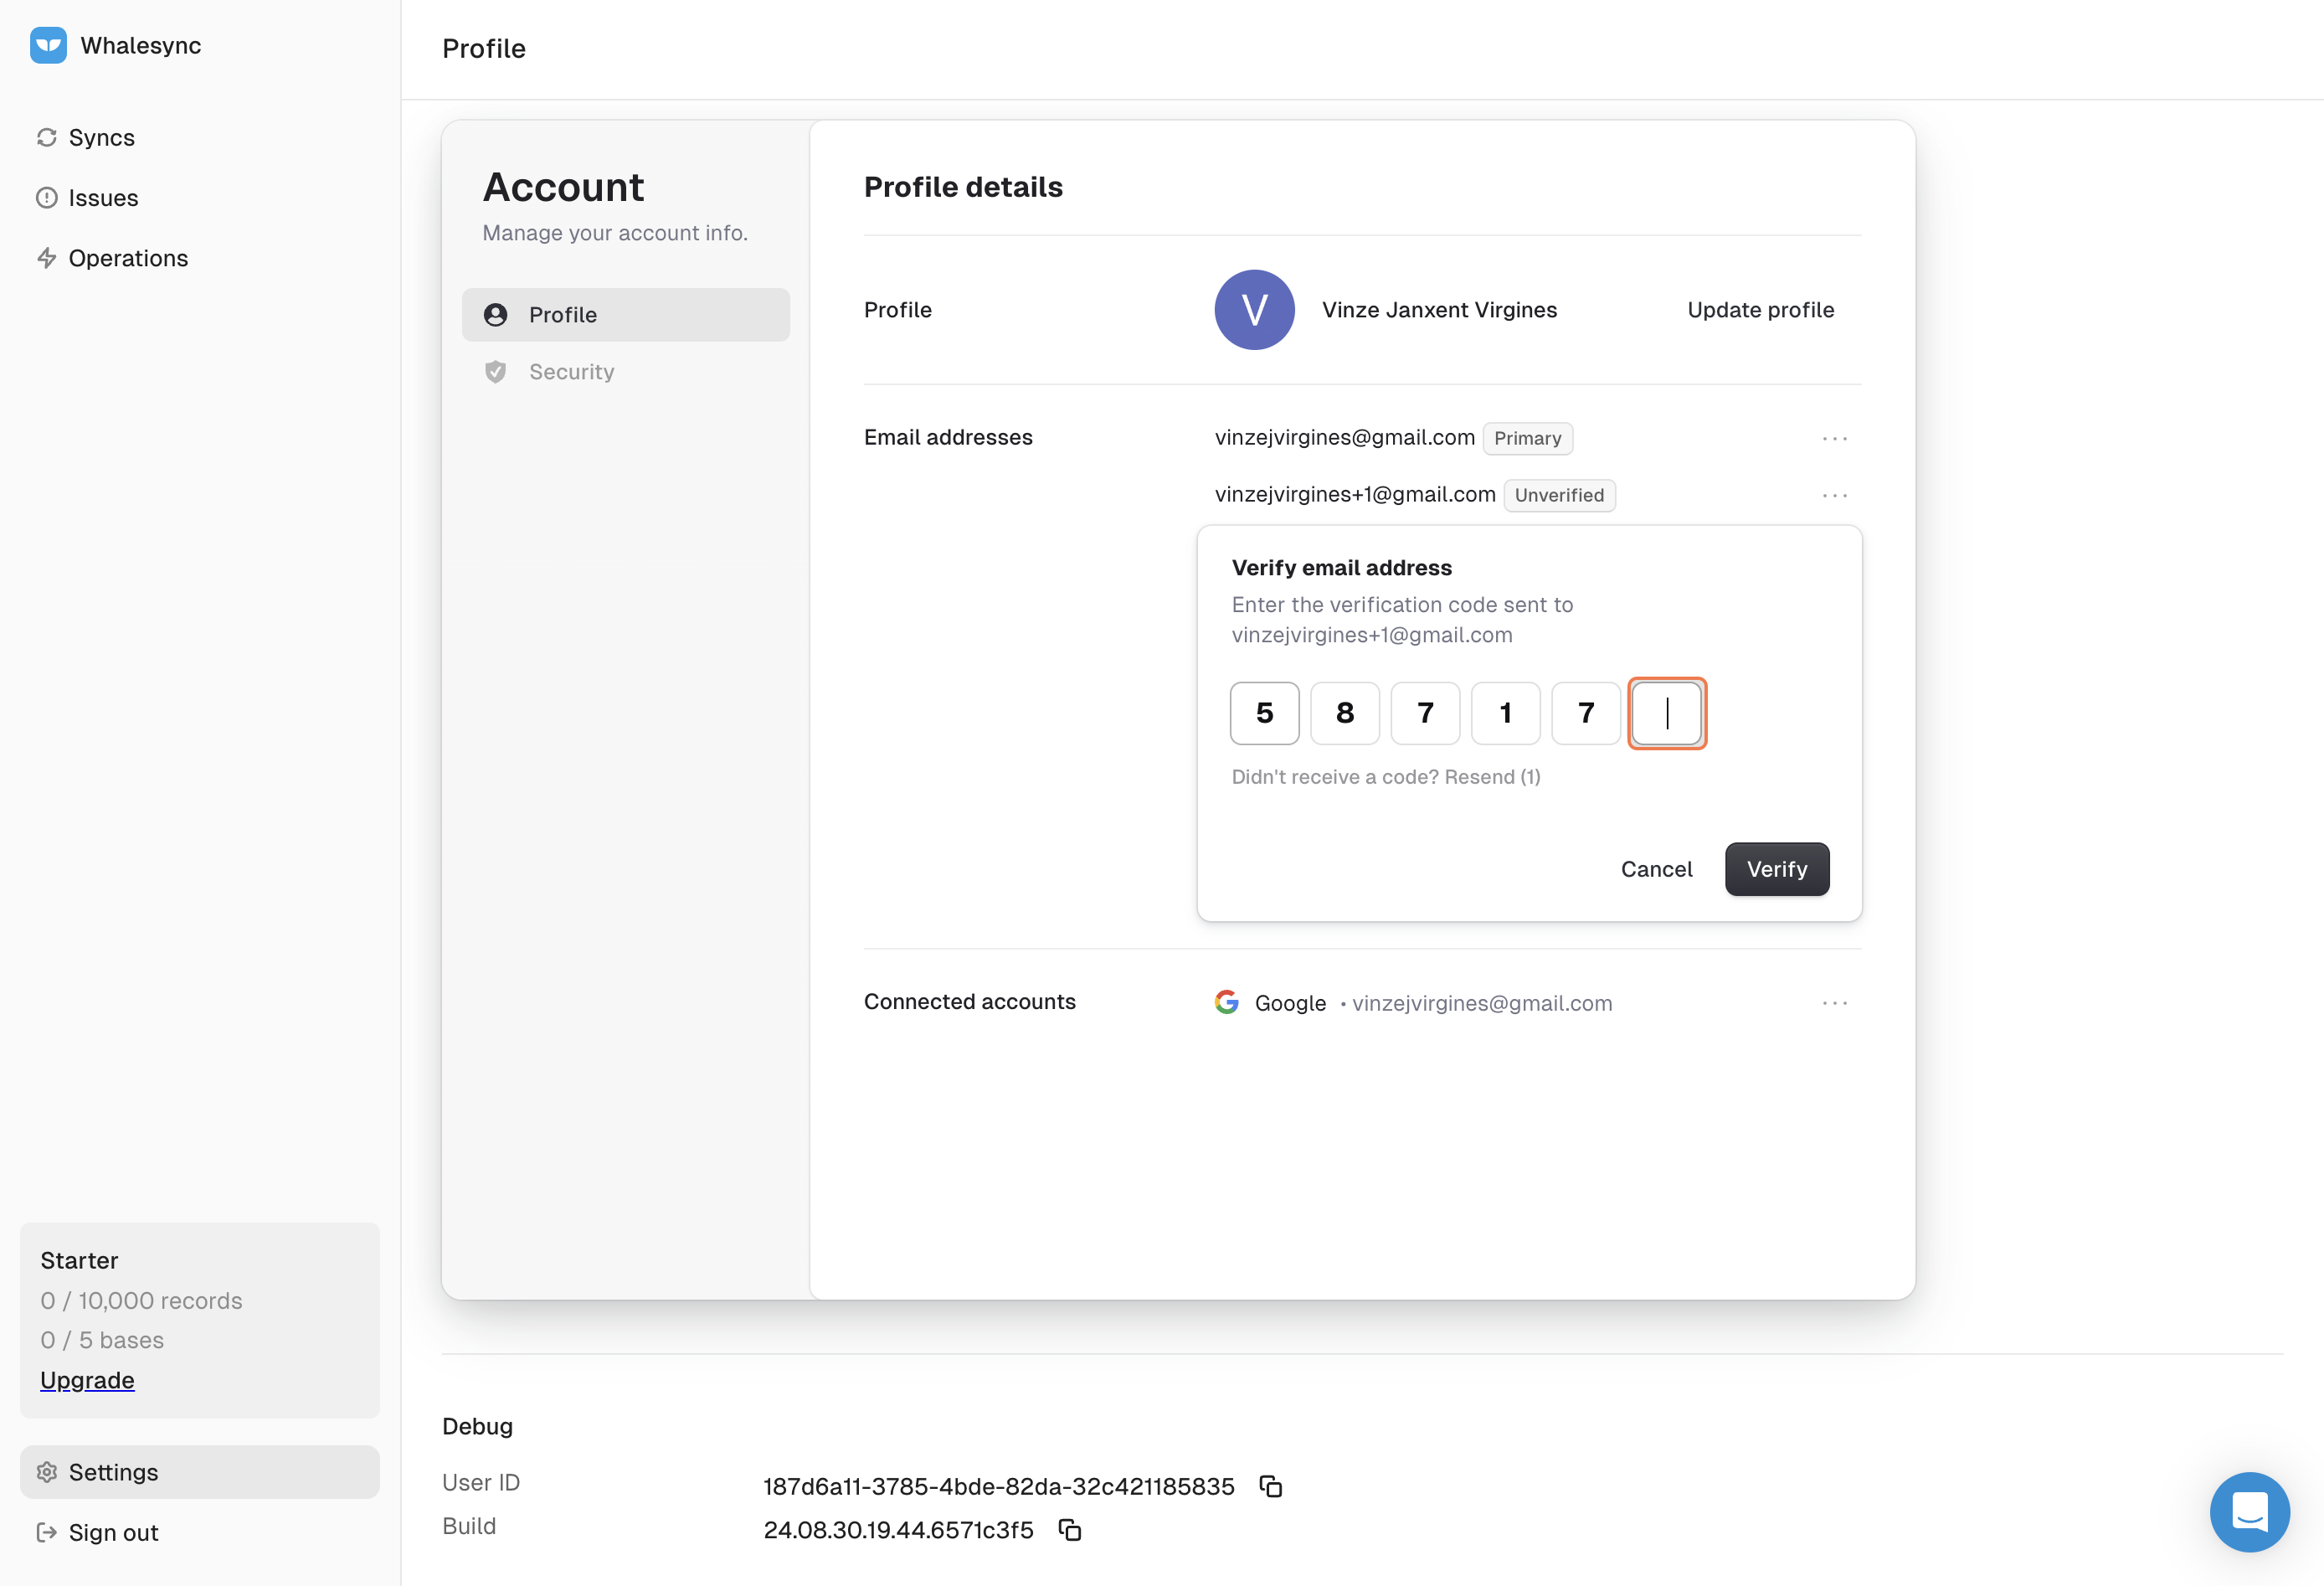 Whalesync
Syncs
Issues
Operations
Starter
0 / 10,000 records
0 / 5 bases
Upgrade
Settings
Sign out
Profile
Account
Manage your account info.
Profile
Security
Profile details
Profile
V
Vinze Janxent Virgines
Update profile
Email addresses
vinzejvirgines@gmail.com Primary
vinzejvirgines+1@gmail.com Unverified
Verify email address
Enter the verification code sent to
vinzejvirgines+1@gmail.com
5 8 7 1 7
Didn't receive a code? Resend (1)
Cancel
Verify
Connected accounts
Google • vinzejvirgines@gmail.com
Debug
User ID
187d6a11-3785-4bde-82da-32c421185835
Build
24.08.30.19.44.6571c3f5